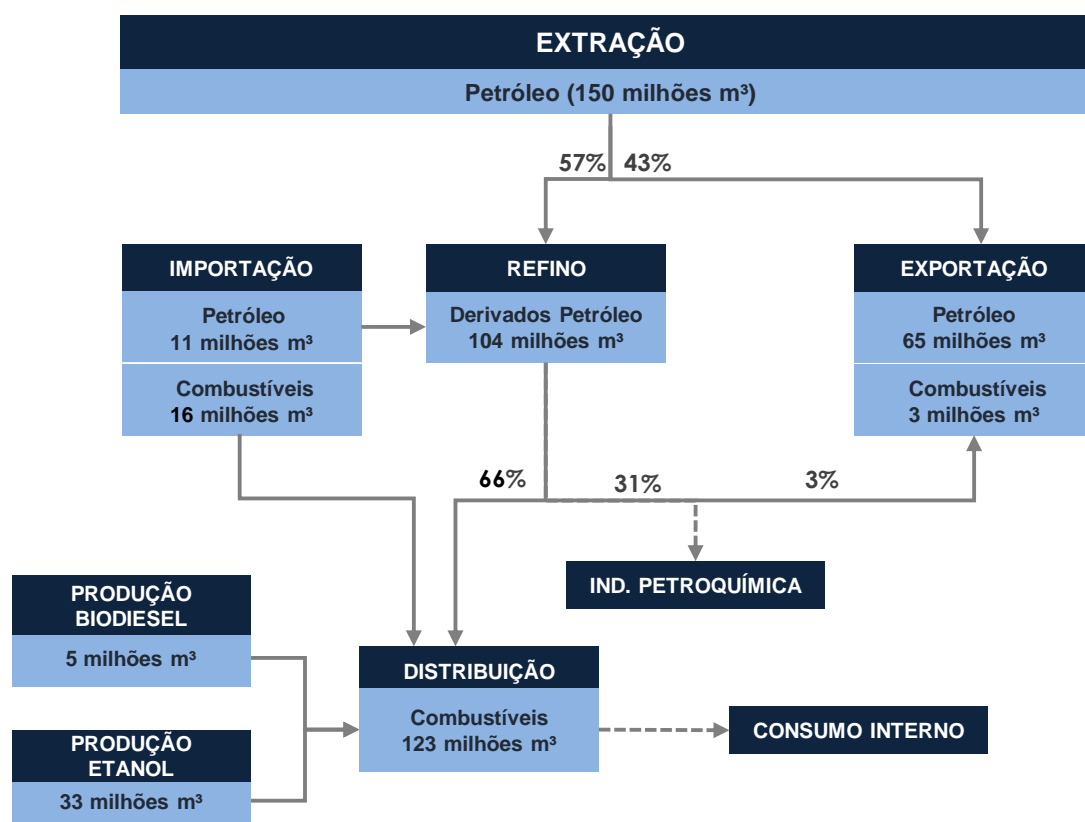 EXTRAÇÃO
Petróleo (150 milhões m³)
57%
43%
IMPORTAÇÃO
Petróleo
11 milhões m³
Combustíveis
16 milhões m³
REFINO
Derivados Petróleo
104 milhões m³
EXPORTAÇÃO
Petróleo
65 milhões m³
Combustíveis
3 milhões m³
66%
31%
3%
IND. PETROQUÍMICA
PRODUÇÃO
BIODIESEL
5 milhões m³
PRODUÇÃO
ETANOL
33 milhões m³
DISTRIBUIÇÃO
Combustíveis
123 milhões m³
CONSUMO INTERNO